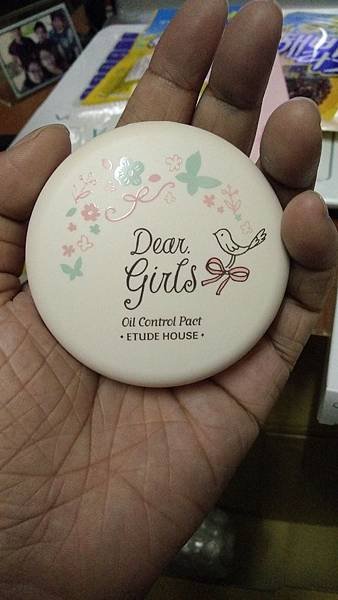 Dear.
Girls
Oil Control Pact
• ETUDE HOUSE •